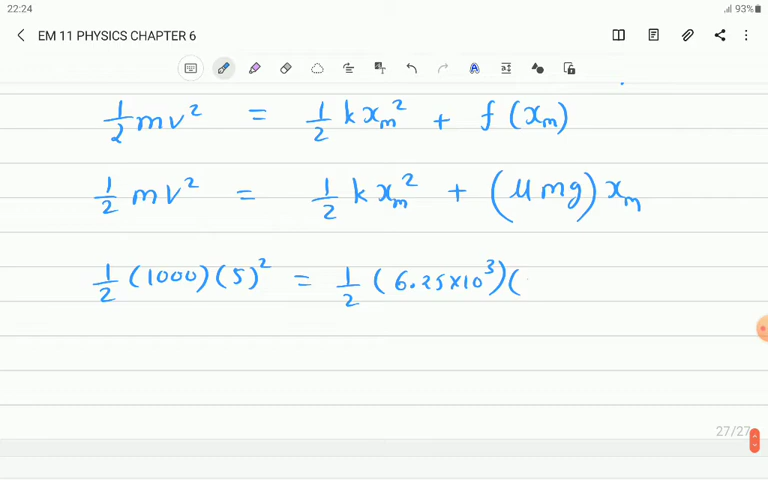 22:24 93%
EM 11 PHYSICS CHAPTER 6
½ mv² = ½ kxₘ² + f (xₘ)
½ mv² = ½ kxₘ² + (μmg) xₘ
½ (1000) (5)² = ½ (6.25×10³) (
27/27